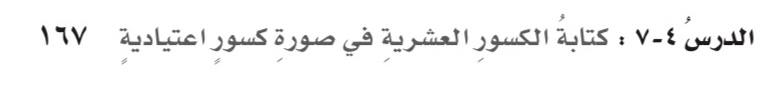 الدرسُ ٤-٧ : كتابةُ الكسورِ العشريةِ في صورةِ كسورٍ اعتياديةٍ ١٦٧